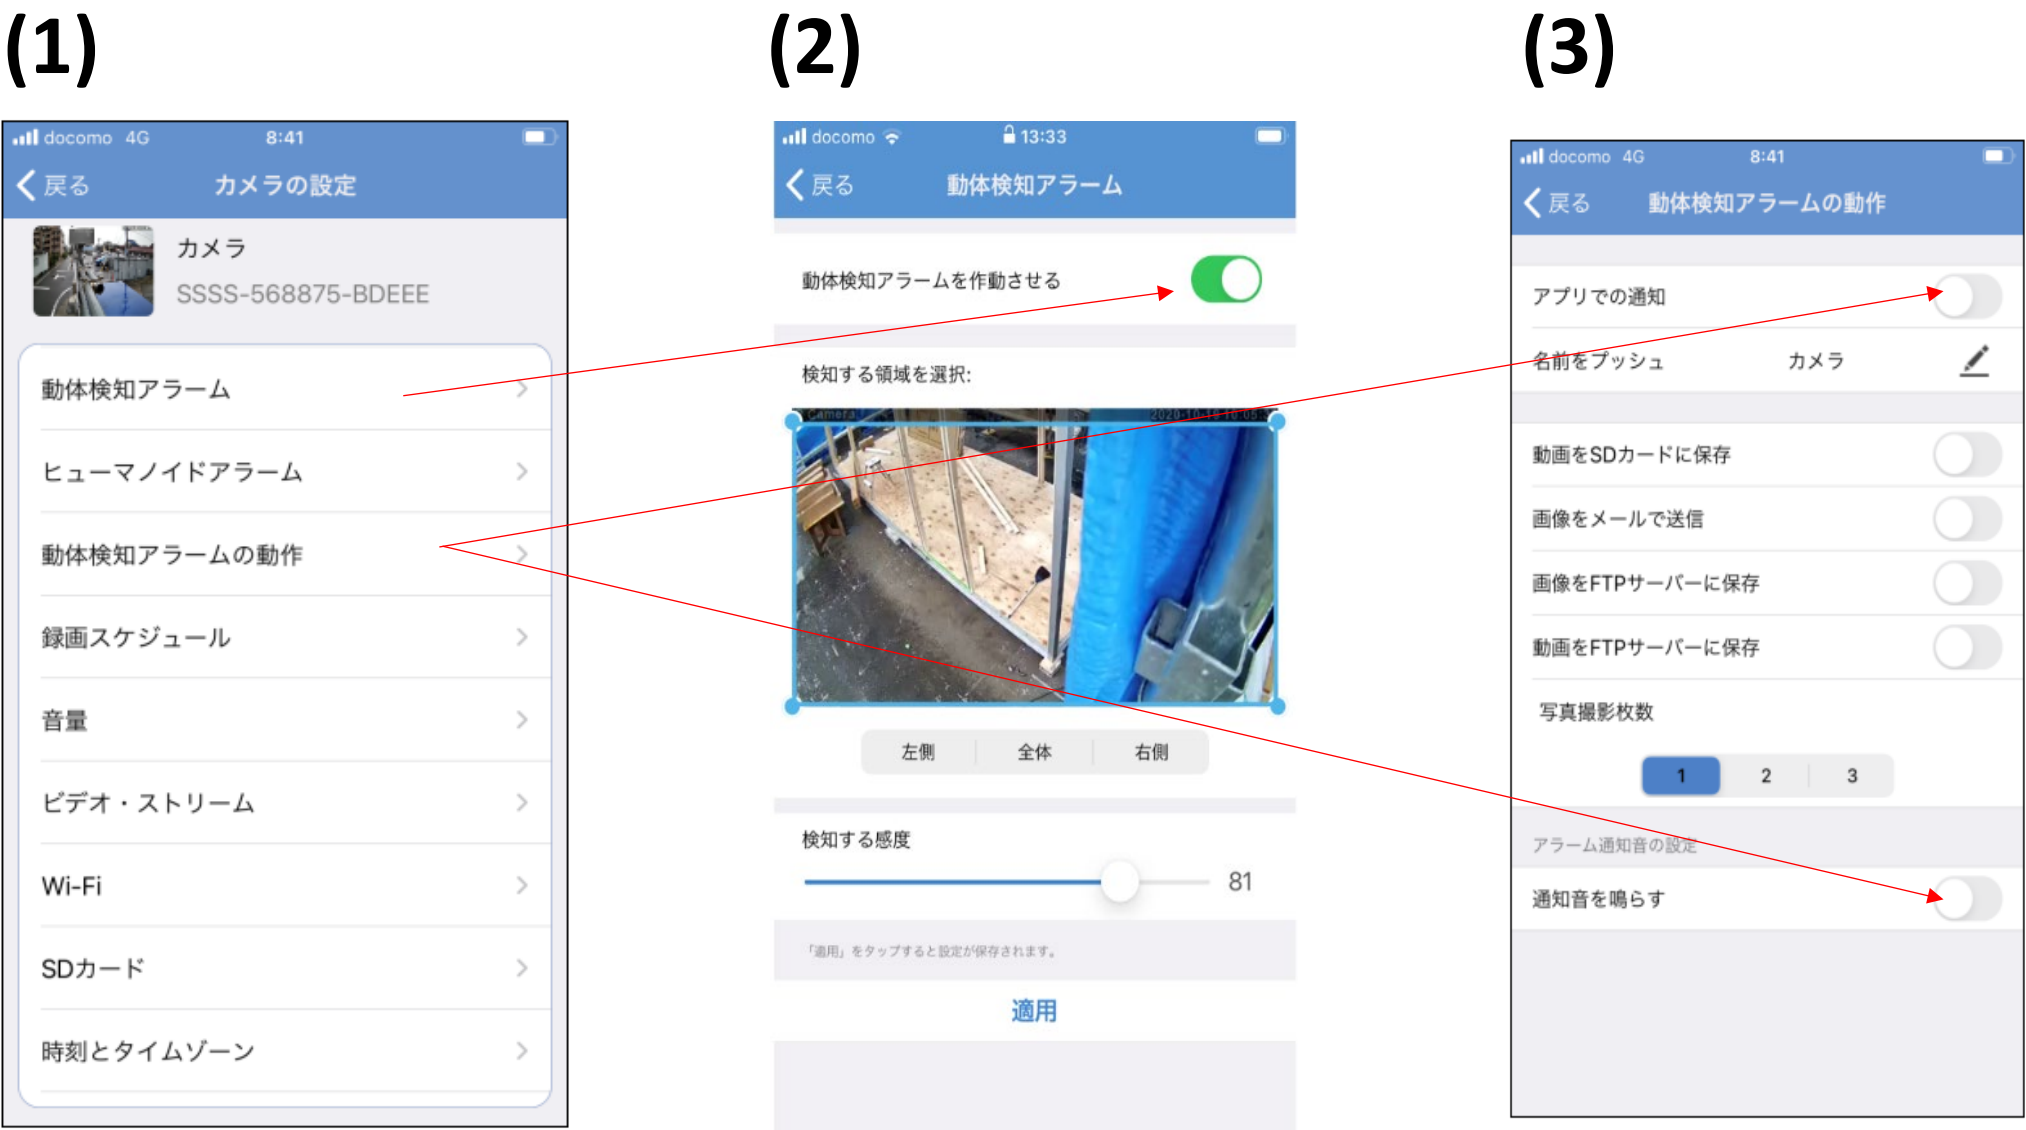 (1)
docomo 4G 8:41
戻る カメラの設定
カメラ
SSSS-568875-BDEEE
動体検知アラーム
ヒューマノイドアラーム
動体検知アラームの動作
録画スケジュール
音量
ビデオ・ストリーム
Wi-Fi
SDカード
時刻とタイムゾーン
(2)
docomo 13:33
戻る 動体検知アラーム
動体検知アラームを作動させる
検知する領域を選択:
Camera
左側 全体 右側
検知する感度
81
「適用」をタップすると設定が保存されます。
適用
(3)
docomo 4G 8:41
戻る 動体検知アラームの動作
アプリでの通知
名前をプッシュ カメラ
動画をSDカードに保存
画像をメールで送信
画像をFTPサーバーに保存
動画をFTPサーバーに保存
写真撮影枚数
1 2 3
アラーム通知音の設定
通知音を鳴らす